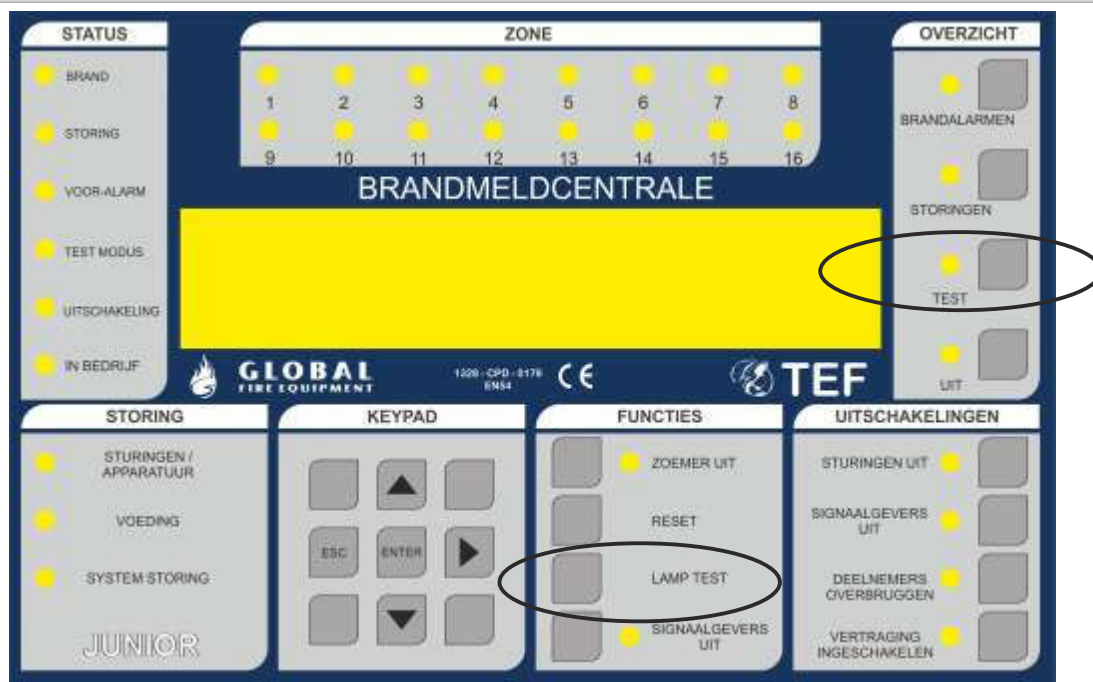 STATUS
BRAND
STORING
VOOR-ALARM
TEST MODUS
UITSCHAKELING
IN BEDRIJF
ZONE
1 2 3 4 5 6 7 8
9 10 11 12 13 14 15 16
BRANDMELDCENTRALE
GLOBAL
FIRE EQUIPMENT
1328 - CPD - 0176
EN54
CE
TEF
OVERZICHT
BRANDALARMEN
STORINGEN
TEST
UIT
STORING
STURINGEN /
APPARATUUR
VOEDING
SYSTEM STORING
JUNIOR
KEYPAD
ESC ENTER
FUNCTIES
ZOEMER UIT
RESET
LAMP TEST
SIGNAALGEVERS
UIT
UITSCHAKELINGEN
STURINGEN UIT
SIGNAALGEVERS
UIT
DEELNEMERS
OVERBRUGGEN
VERTRAGING
INGESCHAKELEN